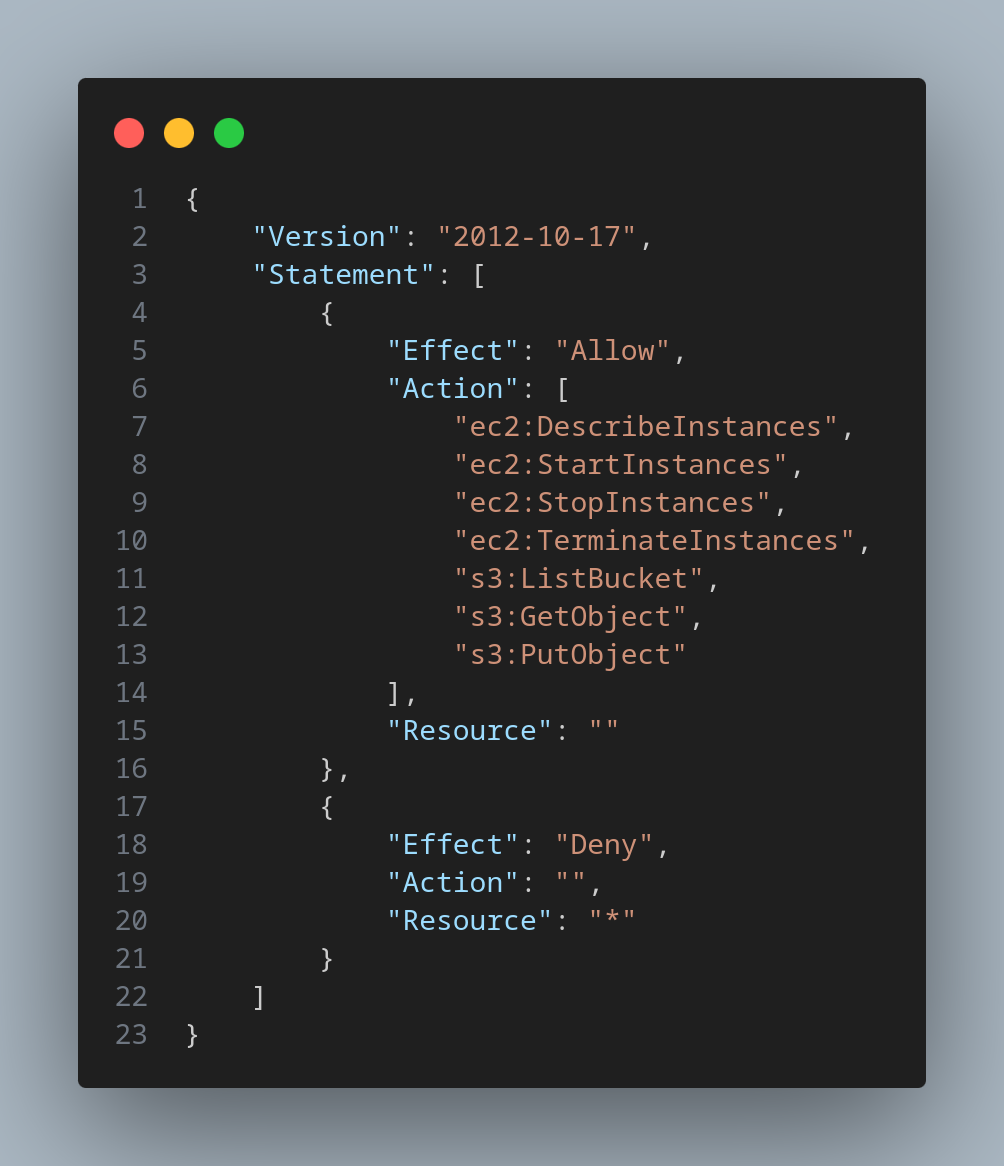 1 {
2     "Version": "2012-10-17",
3     "Statement": [
4         {
5             "Effect": "Allow",
6             "Action": [
7                 "ec2:DescribeInstances",
8                 "ec2:StartInstances",
9                 "ec2:StopInstances",
10                 "ec2:TerminateInstances",
11                 "s3:ListBucket",
12                 "s3:GetObject",
13                 "s3:PutObject"
14             ],
15             "Resource": ""
16         },
17         {
18             "Effect": "Deny",
19             "Action": "",
20             "Resource": "*"
21         }
22     ]
23 }